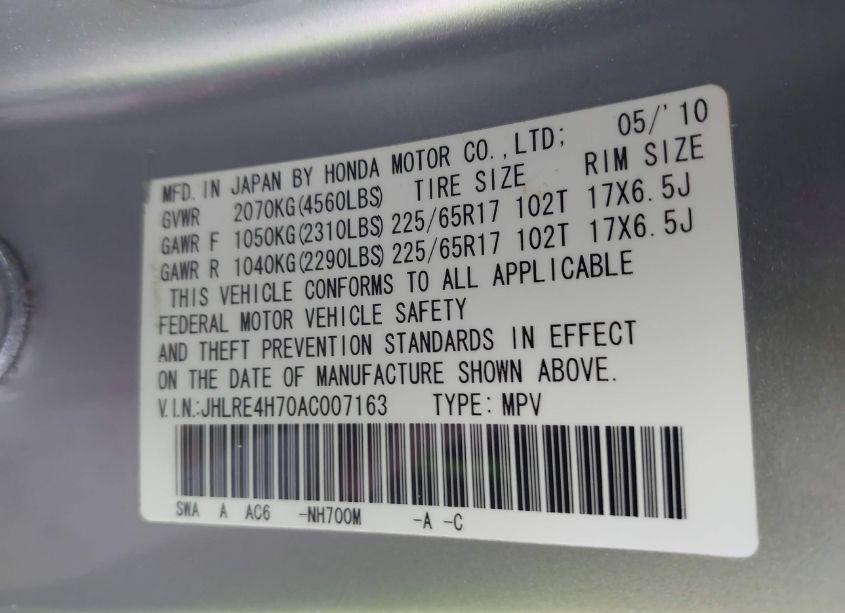 MFD. IN JAPAN BY HONDA MOTOR CO., LTD; 05/'10
GVWR 2070KG(4560LBS) TIRE SIZE RIM SIZE
GAWR F 1050KG(2310LBS) 225/65R17 102T 17X6.5J
GAWR R 1040KG(2290LBS) 225/65R17 102T 17X6.5J
THIS VEHICLE CONFORMS TO ALL APPLICABLE
FEDERAL MOTOR VEHICLE SAFETY
AND THEFT PREVENTION STANDARDS IN EFFECT
ON THE DATE OF MANUFACTURE SHOWN ABOVE.
V.I.N.:JHLRE4H70AC007163 TYPE: MPV
SWA A AC6 -NH700M -A -C